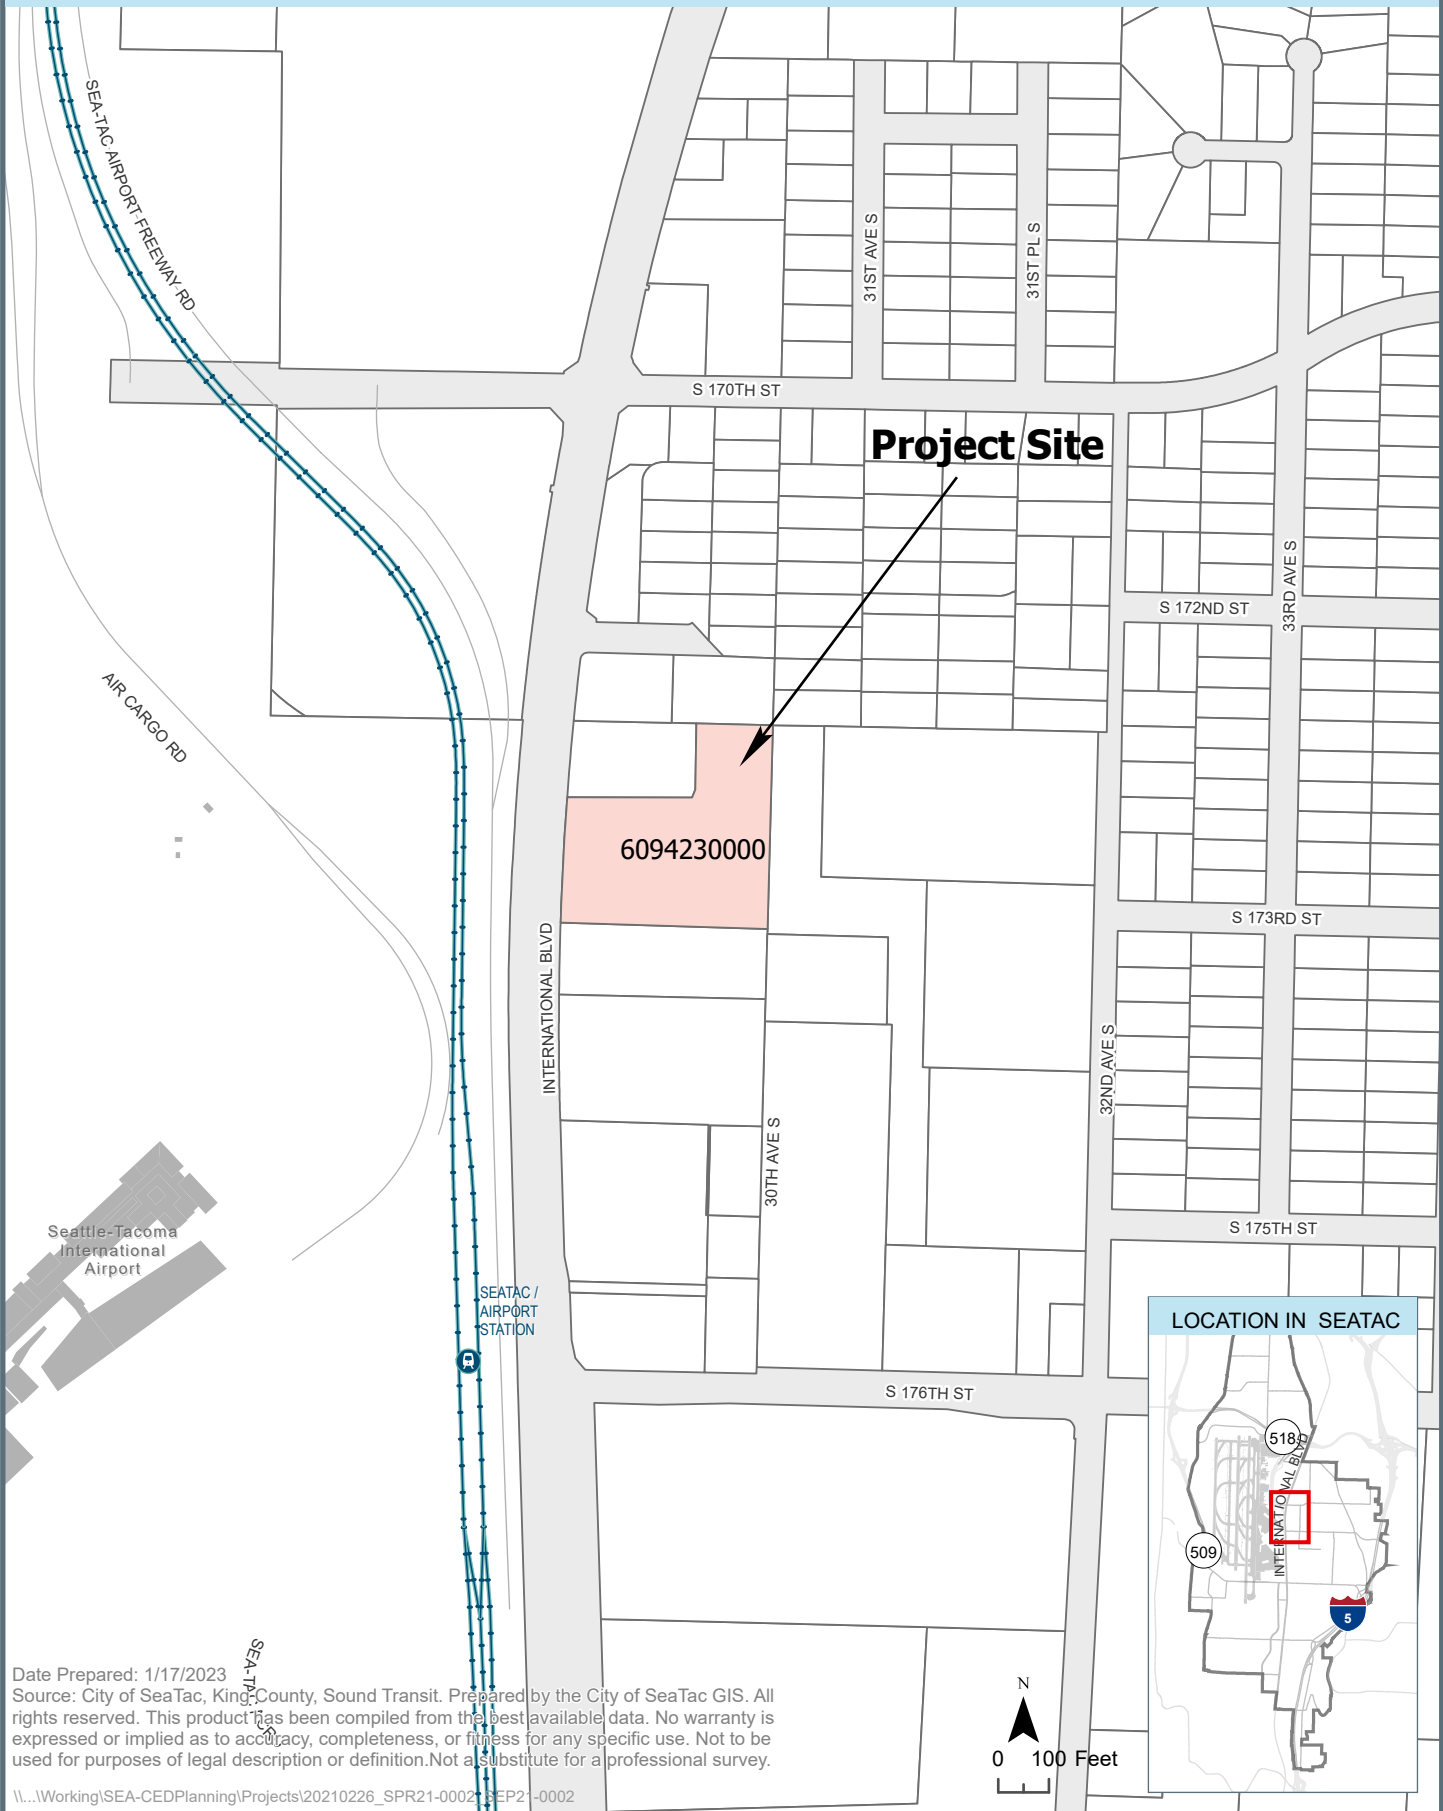 SEA-TAC AIRPORT FREEWAY RD
31ST AVE S
31ST PL S
S 170TH ST
Project Site
33RD AVE S
S 172ND ST
AIR CARGO RD
6094230000
S 173RD ST
INTERNATIONAL BLVD
32ND AVE S
30TH AVE S
Seattle-Tacoma
International
Airport
S 175TH ST
SEATAC /
AIRPORT
STATION
S 176TH ST
LOCATION IN SEATAC
518
INTERNATIONAL BLVD
509
5
N
0 100 Feet
Date Prepared: 1/17/2023
Source: City of SeaTac, King County, Sound Transit. Prepared by the City of SeaTac GIS. All
rights reserved. This product has been compiled from the best available data. No warranty is
expressed or implied as to accuracy, completeness, or fitness for any specific use. Not to be
used for purposes of legal description or definition.Not a substitute for a professional survey.
\\...\Working\SEA-CEDPlanning\Projects\20210226_SPR21-0002_SEP21-0002